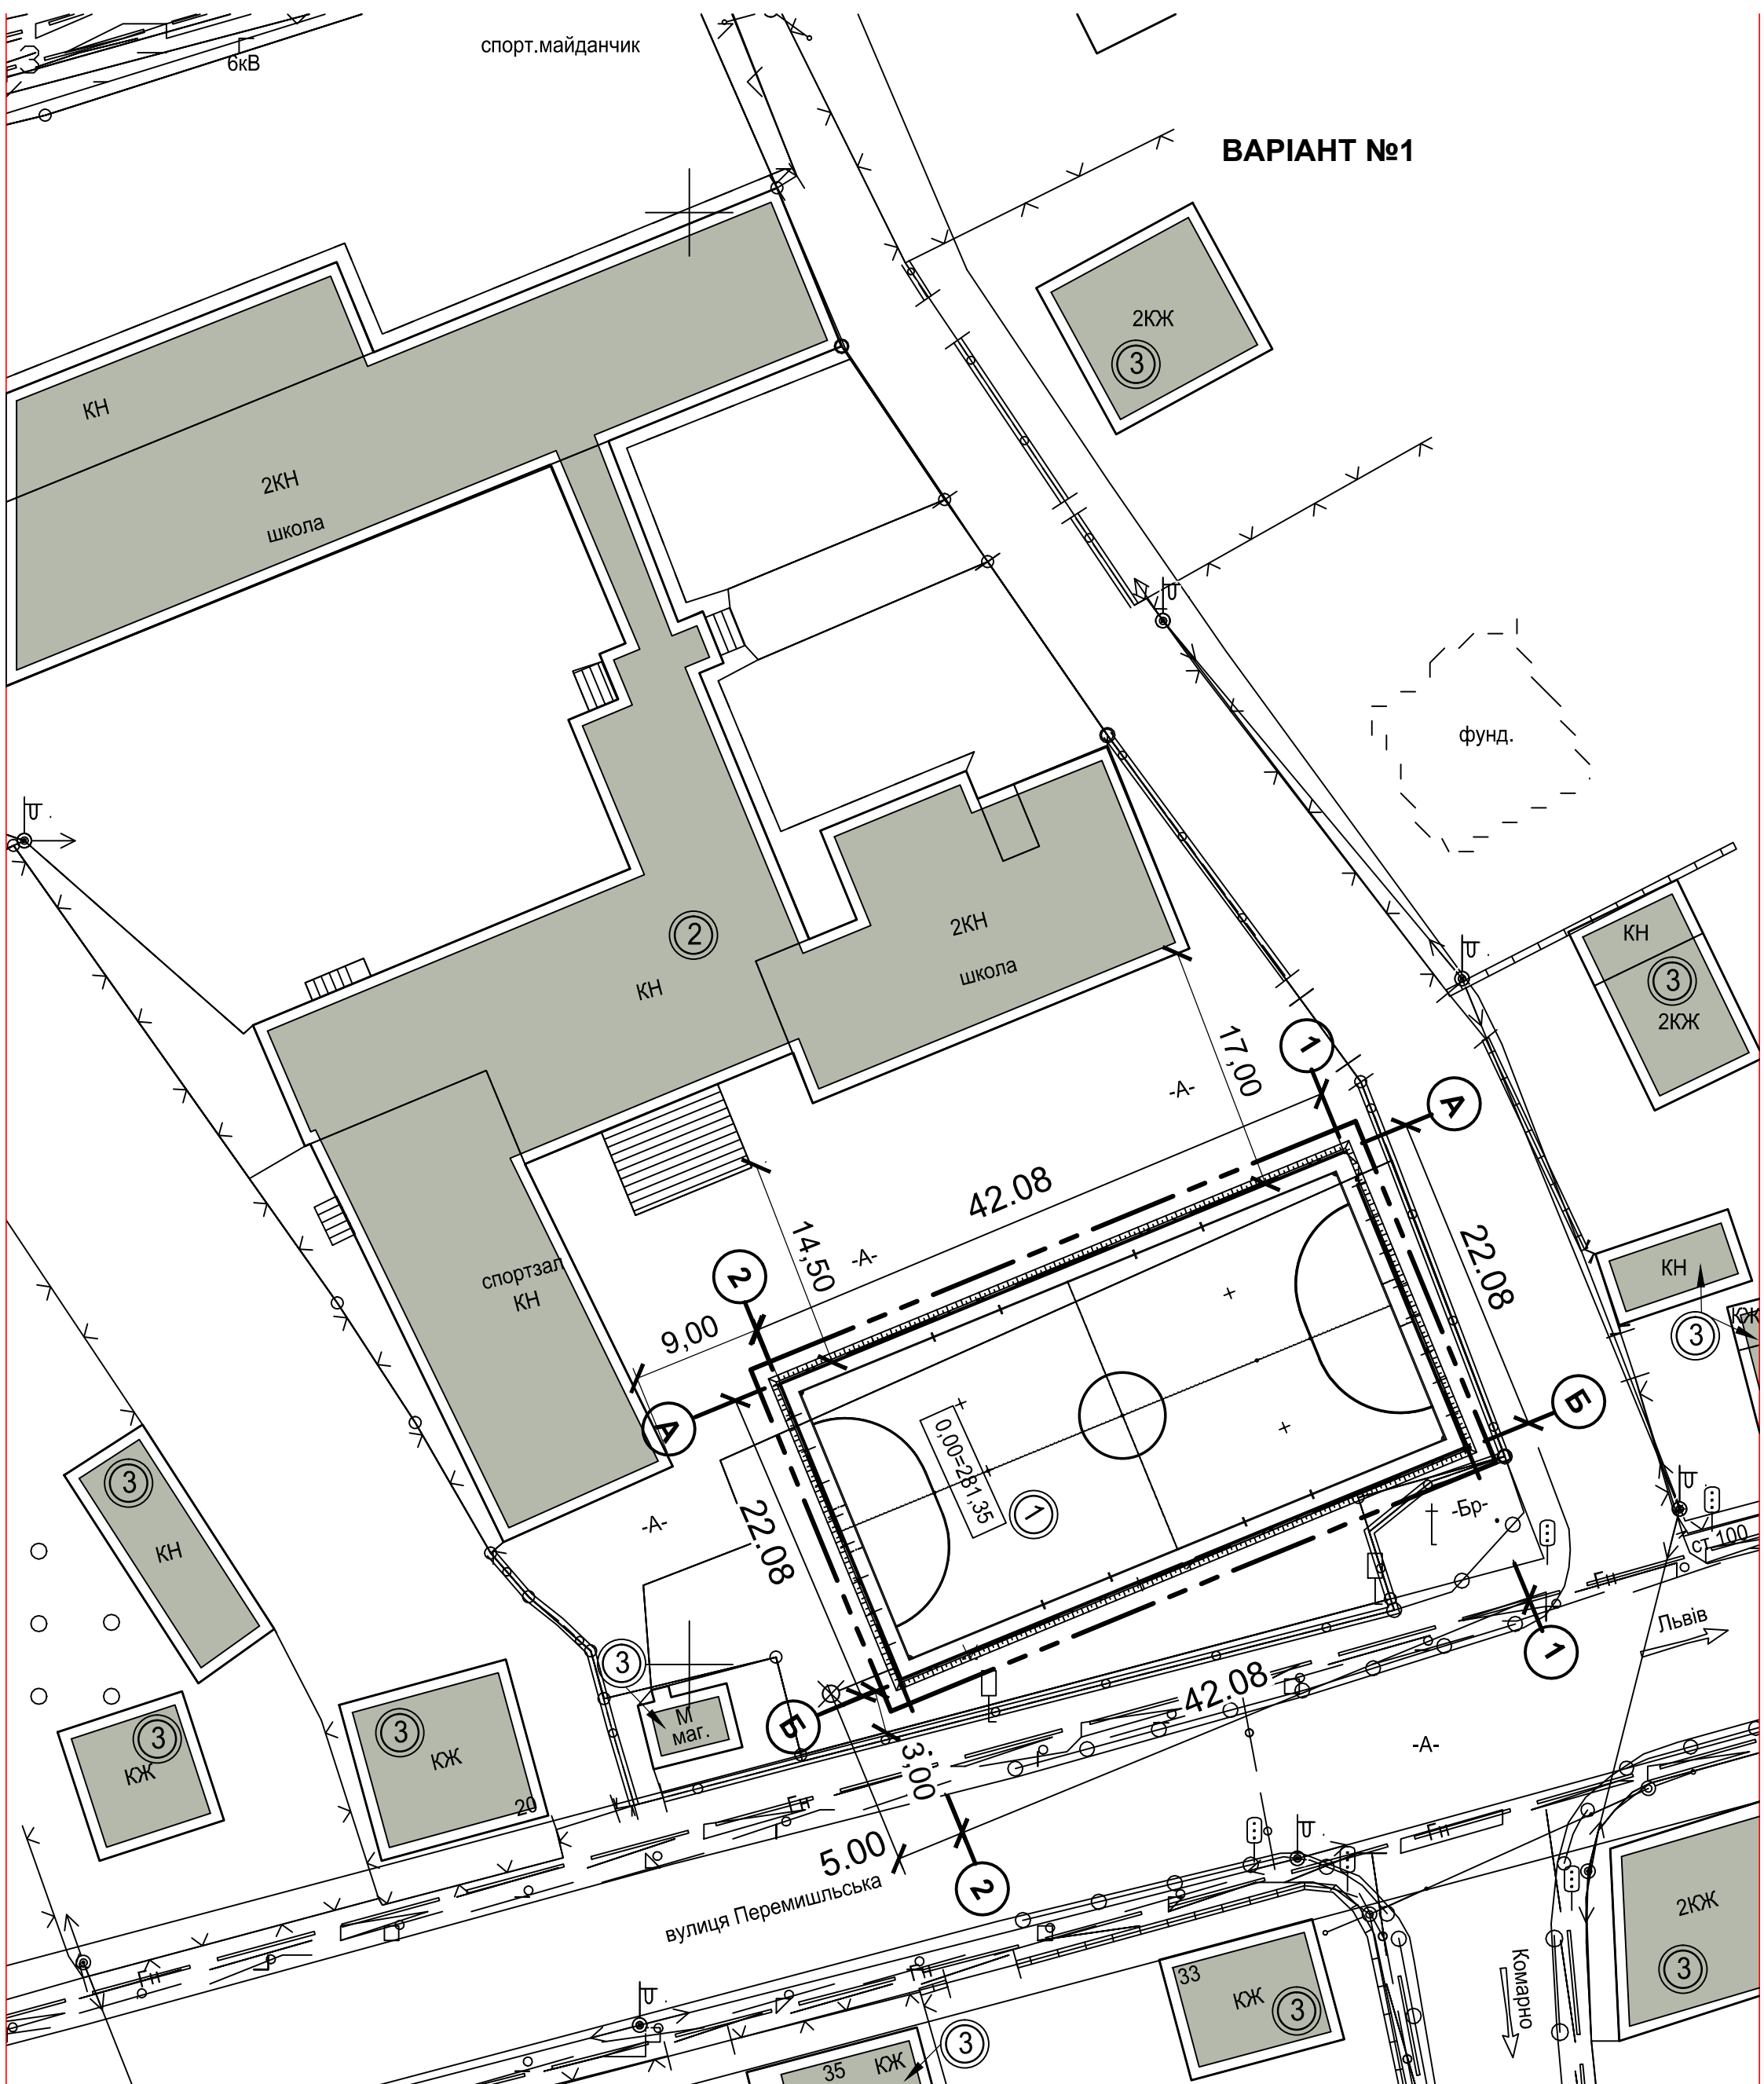 спорт.майданчик
6кВ
3
ВАРІАНТ №1
2КЖ
3
КН
2КН
школа
фунд.
2КН
школа
2
КН
КН
3
2КЖ
17,00
1
-А-
А
42.08
14,50
-А-
22.08
2
9,00
спортзал
КН
КН
3
КЖ
А
Б
0,00=281,35
1
-Бр-
22.08
-А-
3
КН
ст.100
Гн
Львів
1
3
М
маг.
Б
42.08
3
КЖ
3
КЖ
20
3,00
-А-
Гн
Гн
5.00
2
вулиця Перемишльська
2КЖ
3
Гн
Гн
33
КЖ
3
Комарно
35
КЖ
3